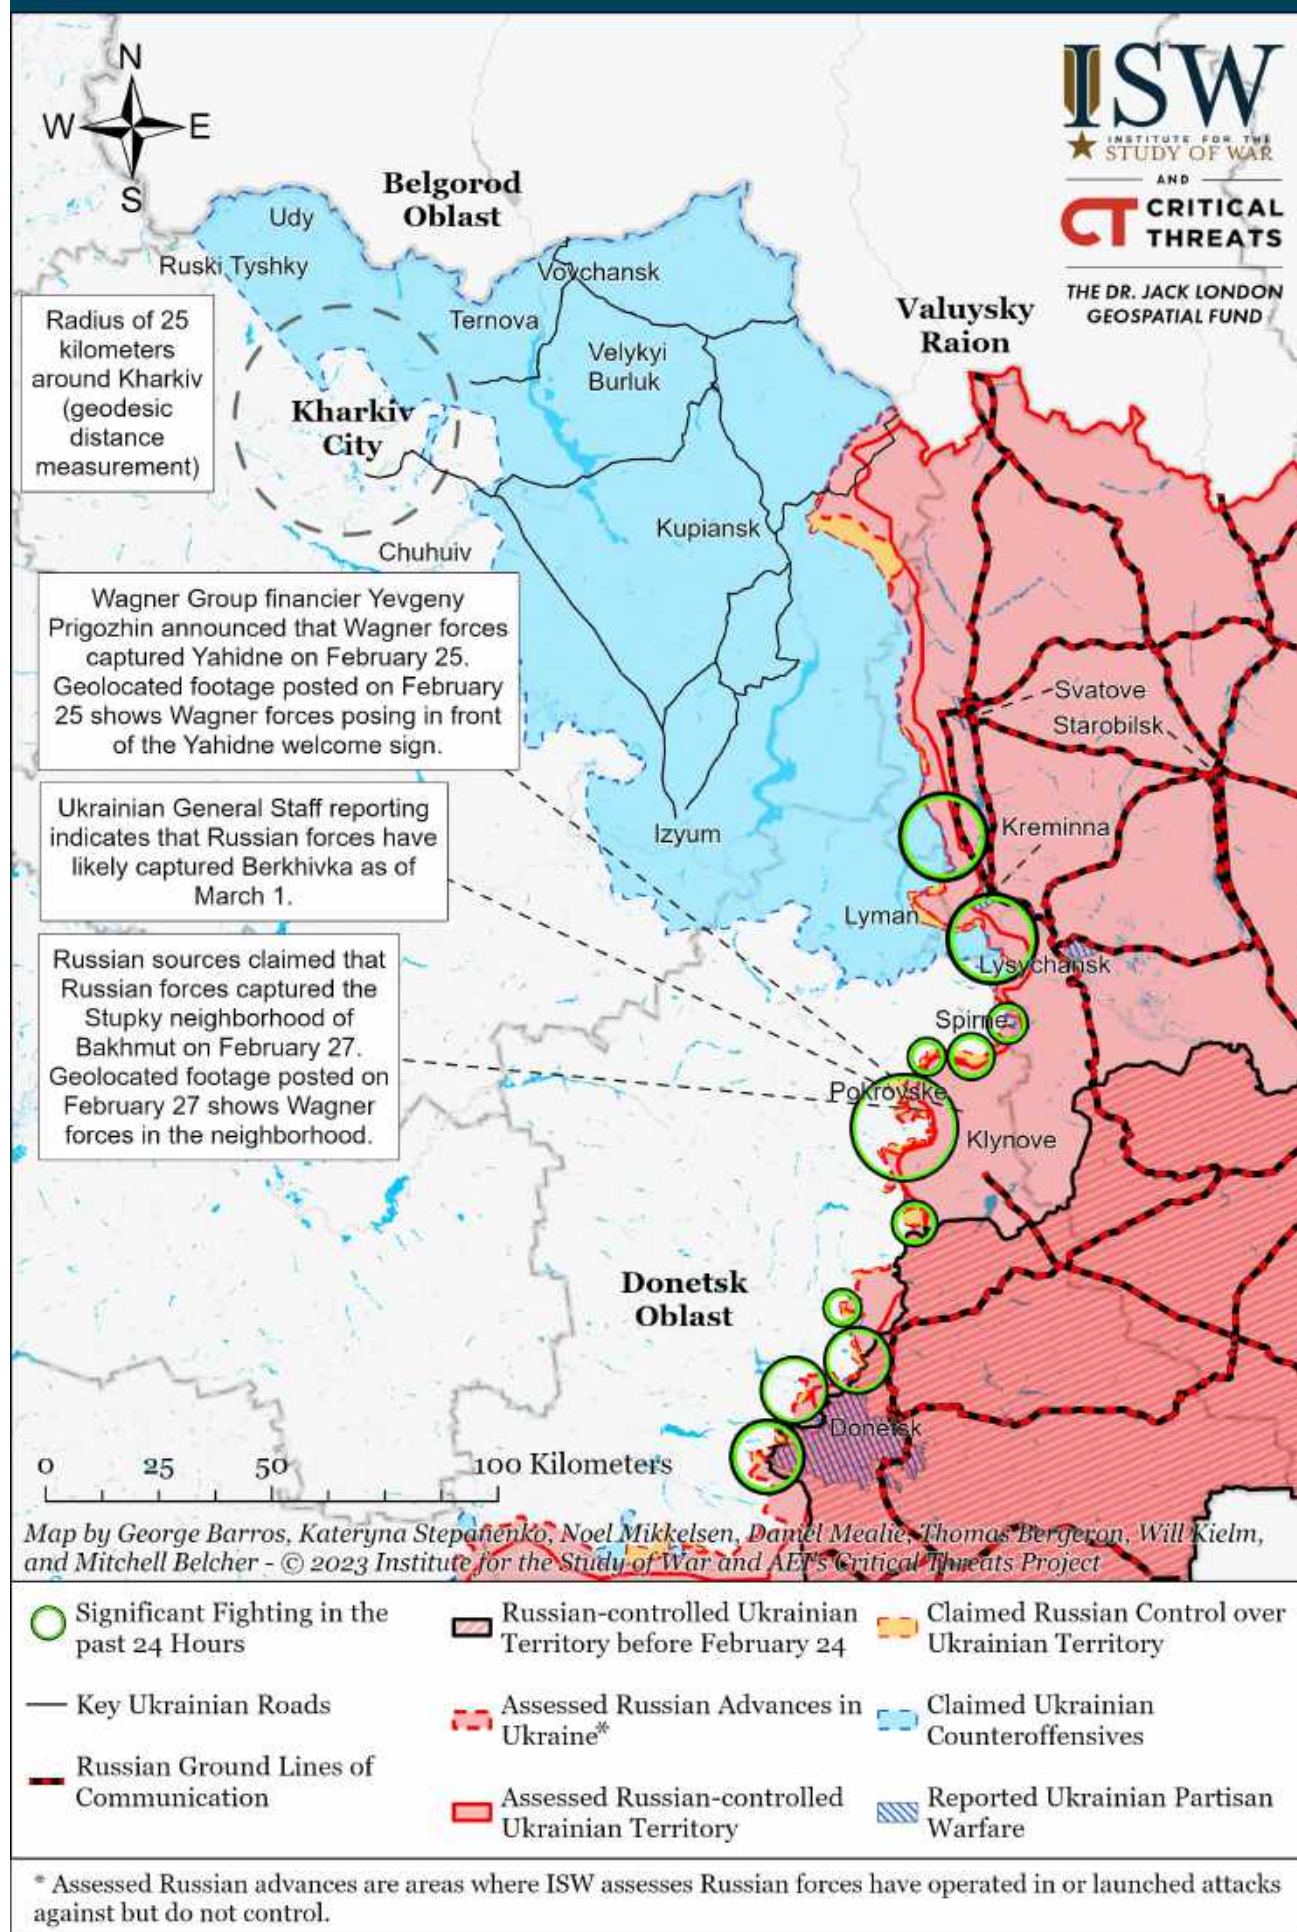 N
W E
S
ISW
INSTITUTE FOR THE
STUDY OF WAR
AND
CT CRITICAL
THREATS
THE DR. JACK LONDON
GEOSPATIAL FUND
Belgorod
Oblast
Udy
Ruski Tyshky
Vovchansk
Ternova
Valuysky
Raion
Radius of 25
kilometers
around Kharkiv
(geodesic
distance
measurement)
Velykyi
Burluk
Kharkiv
City
Kupiansk
Chuhuiv
Wagner Group financier Yevgeny
Prigozhin announced that Wagner forces
captured Yahidne on February 25.
Geolocated footage posted on February
25 shows Wagner forces posing in front
of the Yahidne welcome sign.
Svatove
Starobilsk
Ukrainian General Staff reporting
indicates that Russian forces have
likely captured Berkhivka as of
March 1.
Izyum
Kreminna
Lyman
Lysychansk
Russian sources claimed that
Russian forces captured the
Stupky neighborhood of
Bakhmut on February 27.
Geolocated footage posted on
February 27 shows Wagner
forces in the neighborhood.
Spirne
Pokrovske
Klynove
Donetsk
Oblast
Donetsk
0 25 50 100 Kilometers
Map by George Barros, Kateryna Stepanenko, Noel Mikkelsen, Daniel Mealie, Thomas Bergeron, Will Kielm,
and Mitchell Belcher - © 2023 Institute for the Study of War and AEI's Critical Threats Project
Significant Fighting in the
past 24 Hours
Key Ukrainian Roads
Russian Ground Lines of
Communication
Russian-controlled Ukrainian
Territory before February 24
Assessed Russian Advances in
Ukraine*
Assessed Russian-controlled
Ukrainian Territory
Claimed Russian Control over
Ukrainian Territory
Claimed Ukrainian
Counteroffensives
Reported Ukrainian Partisan
Warfare
* Assessed Russian advances are areas where ISW assesses Russian forces have operated in or launched attacks
against but do not control.